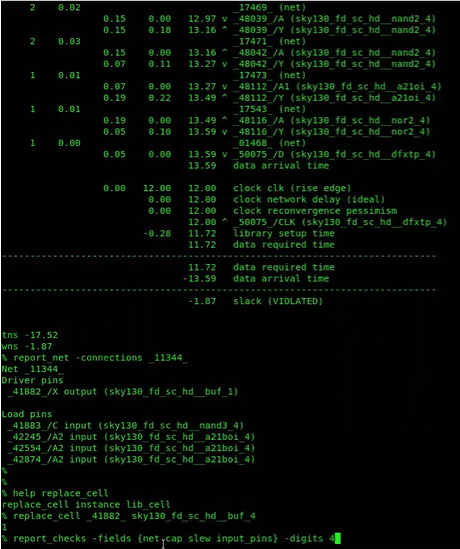 2 0.02 _17469_ (net)
0.15 0.00 12.97 v _48039_/A (sky130_fd_sc_hd__nand2_4)
0.15 0.18 13.16 ^ _48039_/Y (sky130_fd_sc_hd__nand2_4)
2 0.03 _17471_ (net)
0.15 0.00 13.16 ^ _48042_/A (sky130_fd_sc_hd__nand2_4)
0.07 0.11 13.27 v _48042_/Y (sky130_fd_sc_hd__nand2_4)
1 0.01 _17473_ (net)
0.07 0.00 13.27 v _48112_/A1 (sky130_fd_sc_hd__a21oi_4)
0.19 0.22 13.49 ^ _48112_/Y (sky130_fd_sc_hd__a21oi_4)
1 0.01 _17543_ (net)
0.19 0.00 13.49 ^ _48116_/A (sky130_fd_sc_hd__nor2_4)
0.05 0.10 13.59 v _48116_/Y (sky130_fd_sc_hd__nor2_4)
1 0.00 _01468_ (net)
0.05 0.00 13.59 v _50075_/D (sky130_fd_sc_hd__dfxtp_4)
13.59 data arrival time
0.00 12.00 12.00 clock clk (rise edge)
0.00 12.00 clock network delay (ideal)
0.00 12.00 clock reconvergence pessimism
12.00 ^ _50075_/CLK (sky130_fd_sc_hd__dfxtp_4)
-0.28 11.72 library setup time
11.72 data required time
11.72 data required time
-13.59 data arrival time
-1.87 slack (VIOLATED)
tns -17.52
wns -1.87
% report_net -connections _11344_
Net _11344_
Driver pins
_41882_/X output (sky130_fd_sc_hd__buf_1)
Load pins
_41883_/C input (sky130_fd_sc_hd__nand3_4)
_42245_/A2 input (sky130_fd_sc_hd__a21boi_4)
_42554_/A2 input (sky130_fd_sc_hd__a21boi_4)
_42874_/A2 input (sky130_fd_sc_hd__a21boi_4)
%
%
% help replace_cell
replace_cell instance lib_cell
% replace_cell _41882_ sky130_fd_sc_hd__buf_4
1
% report_checks -fields {net cap slew input_pins} -digits 4